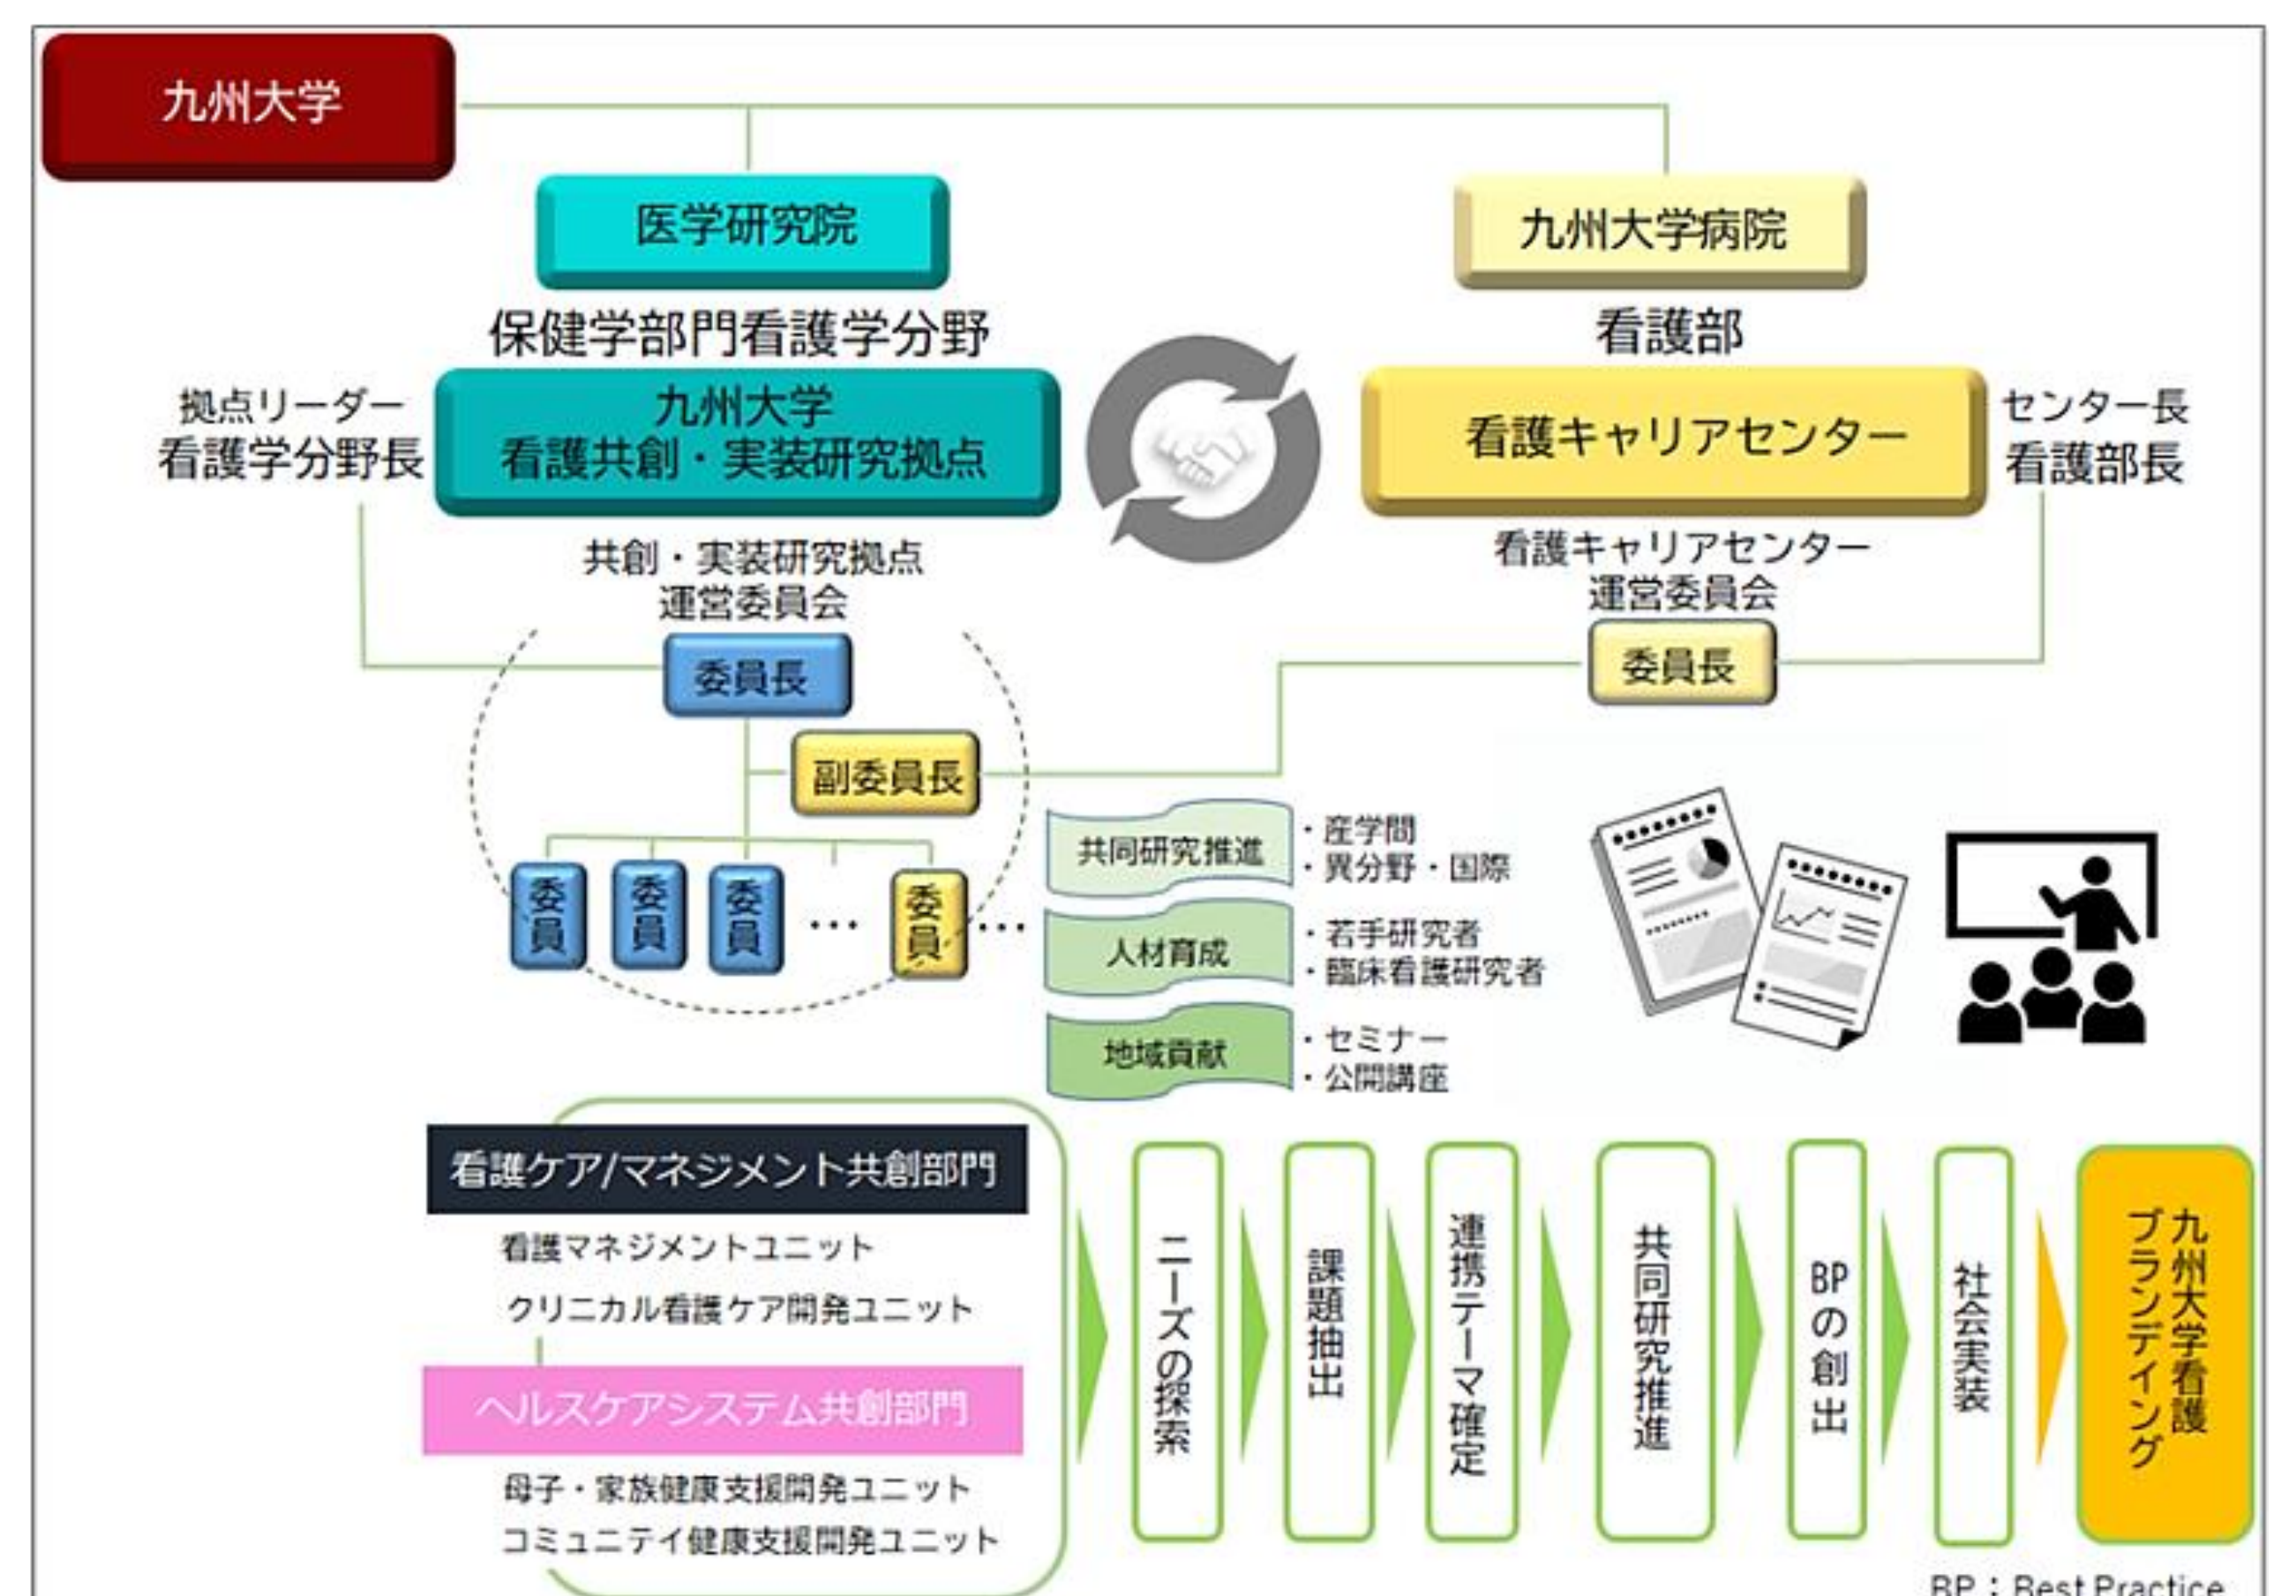 九州大学
医学研究院
九州大学病院
保健学部門看護学分野
看護部
拠点リーダー
看護学分野長
九州大学
看護共創・実装研究拠点
看護キャリアセンター
センター長
看護部長
共創・実装研究拠点
運営委員会
看護キャリアセンター
運営委員会
委員長
委員長
副委員長
委員
委員
委員
…
委員
…
共同研究推進
・産学間
・異分野・国際
人材育成
・若手研究者
・臨床看護研究者
地域貢献
・セミナー
・公開講座
看護ケア/マネジメント共創部門
看護マネジメントユニット
クリニカル看護ケア開発ユニット
ヘルスケアシステム共創部門
母子・家族健康支援開発ユニット
コミュニテイ健康支援開発ユニット
ニーズの探索
課題抽出
連携テーマ確定
共同研究推進
BPの創出
社会実装
九州大学看護
ブランディング
BP：Best Practice